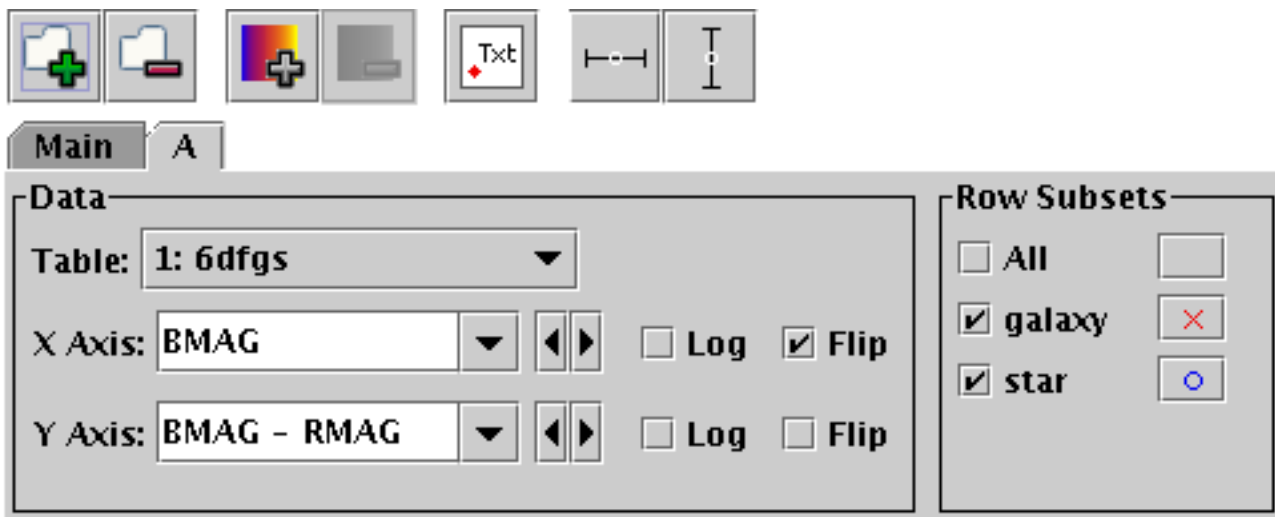 Txt
Main A
Data
Table: 1: 6dfgs
X Axis: BMAG Log Flip
Y Axis: BMAG - RMAG Log Flip
Row Subsets
All
galaxy
star